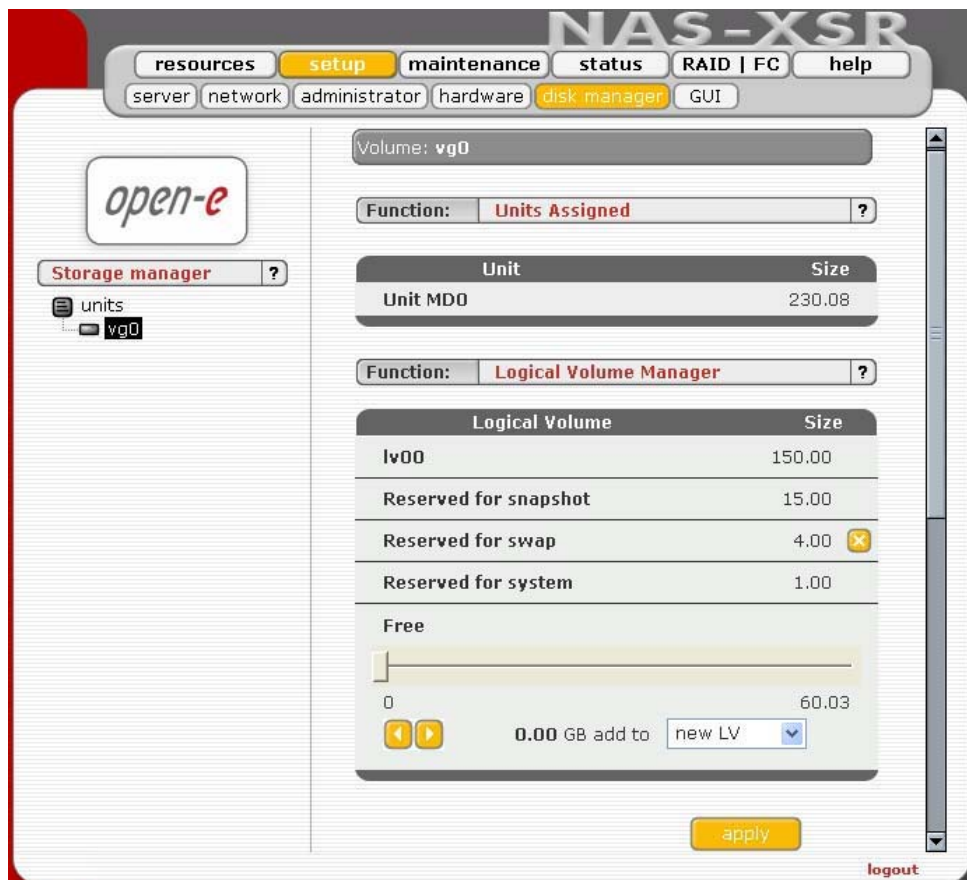 NAS-XSR
resources setup maintenance status RAID | FC help
server network administrator hardware disk manager GUI
open-e
Storage manager ?
units
vg0
Volume: vg0
Function: Units Assigned ?
Unit Size
Unit MD0 230.08
Function: Logical Volume Manager ?
Logical Volume Size
lv00 150.00
Reserved for snapshot 15.00
Reserved for swap 4.00
Reserved for system 1.00
Free
0 60.03
0.00 GB add to new LV
apply
logout